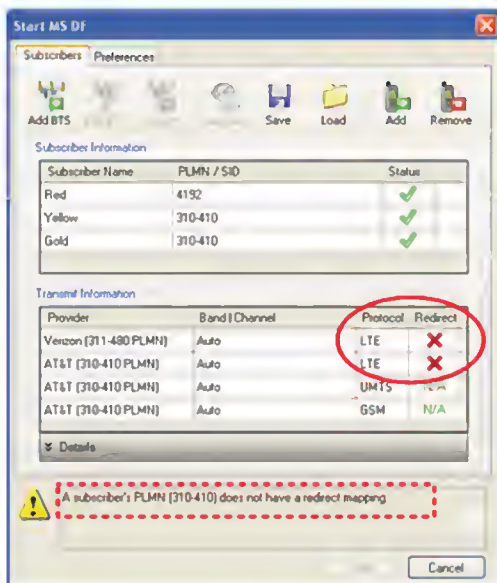 Start MS DF
Subscribers Preferences
Add BTS Save Load Add Remove
Subscriber Information
Subscriber Name PLMN / SID Status
Red 4192
Yellow 310-410
Gold 310-410
Transmit Information
Provider Band | Channel Protocol Redirect
Verizon (311-480 PLMN) Auto LTE
AT&T (310-410 PLMN) Auto LTE
AT&T (310-410 PLMN) Auto UMTS N/A
AT&T (310-410 PLMN) Auto GSM N/A
Details
A subscriber's PLMN (310-410) does not have a redirect mapping
Cancel